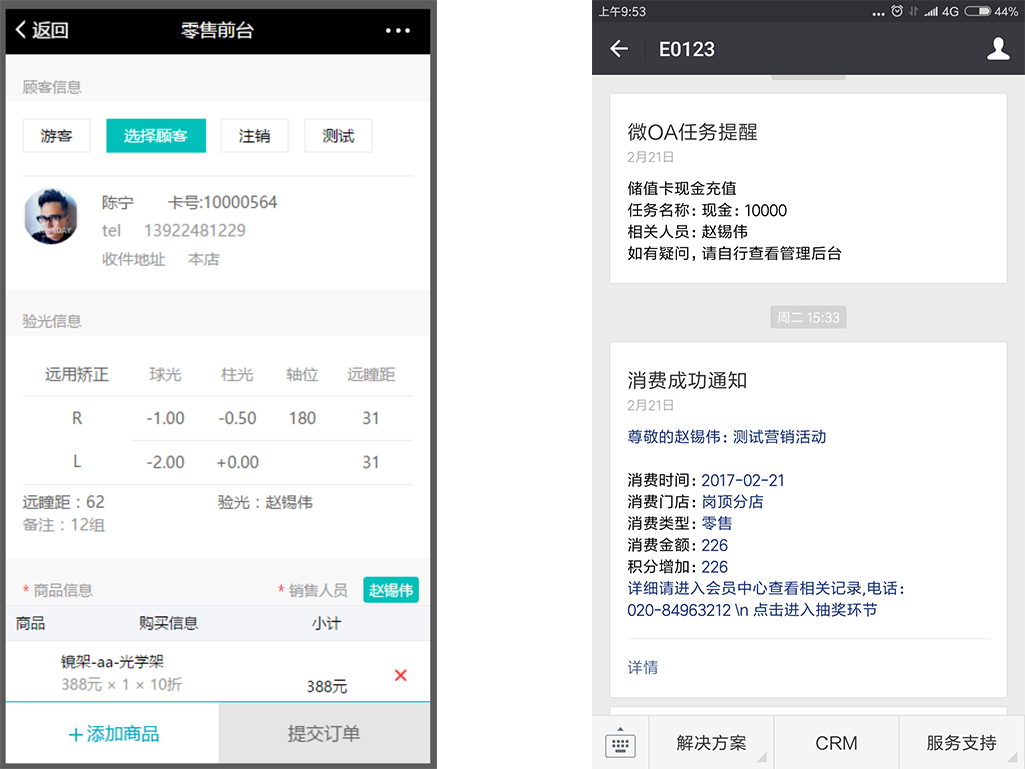 返回 零售前台
顾客信息
游客 选择顾客 注销 测试
陈宁 卡号:10000564
tel 13922481229
收件地址 本店
验光信息
远用矫正 球光 柱光 轴位 远瞳距
R -1.00 -0.50 180 31
L -2.00 +0.00 31
远瞳距：62 验光：赵锡伟
备注：12组
* 商品信息 * 销售人员 赵锡伟
商品 购买信息 小计
镜架-aa-光学架
388元 × 1 × 10折 388元
+添加商品 提交订单
上午9:53 4G 44%
E0123
微OA任务提醒
2月21日
储值卡现金充值
任务名称：现金：10000
相关人员：赵锡伟
如有疑问，请自行查看管理后台
周二 15:33
消费成功通知
2月21日
尊敬的赵锡伟：测试营销活动
消费时间：2017-02-21
消费门店：岗顶分店
消费类型：零售
消费金额：226
积分增加：226
详细请进入会员中心查看相关记录,电话：
020-84963212 \n 点击进入抽奖环节
详情
解决方案 CRM 服务支持